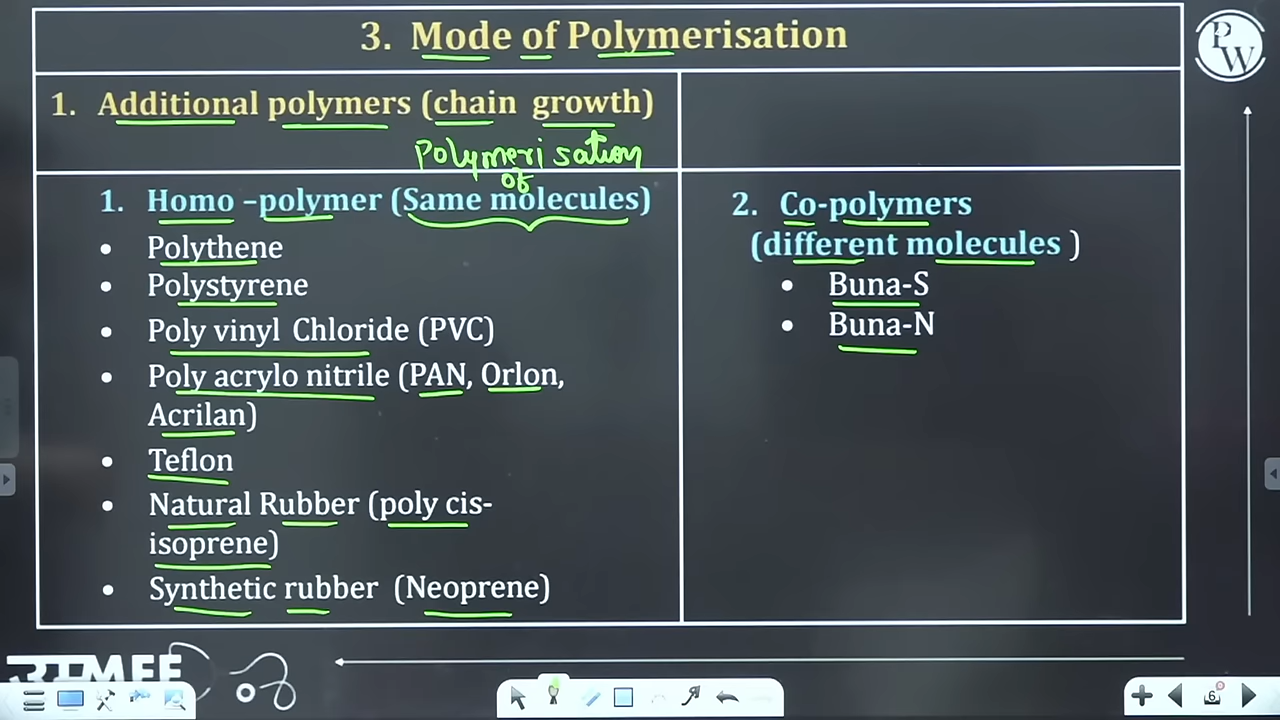 3. Mode of Polymerisation
PW
1. Additional polymers (chain growth)
Polymerisation
of
1. Homo –polymer (Same molecules)
• Polythene
• Polystyrene
• Poly vinyl Chloride (PVC)
• Poly acrylo nitrile (PAN, Orlon,
Acrilan)
• Teflon
• Natural Rubber (poly cis-
isoprene)
• Synthetic rubber (Neoprene)
2. Co-polymers
(different molecules )
• Buna-S
• Buna-N
6